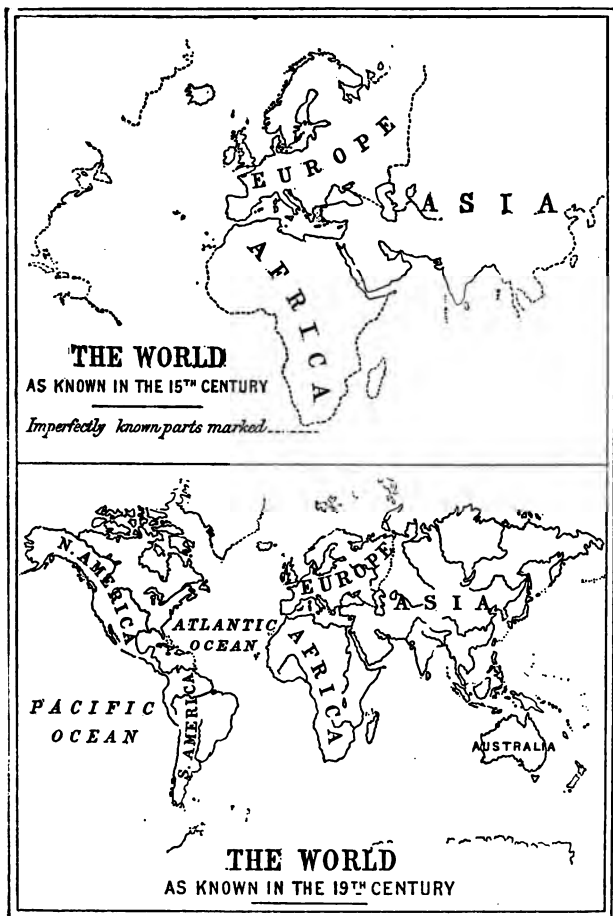 EUROPE
ASIA
AFRICA
THE WORLD
AS KNOWN IN THE 15TH CENTURY
Imperfectly known parts marked
N. AMERICA
EUROPE
ASIA
ATLANTIC
OCEAN
AFRICA
PACIFIC
OCEAN
S. AMERICA
AUSTRALIA
THE WORLD
AS KNOWN IN THE 19TH CENTURY